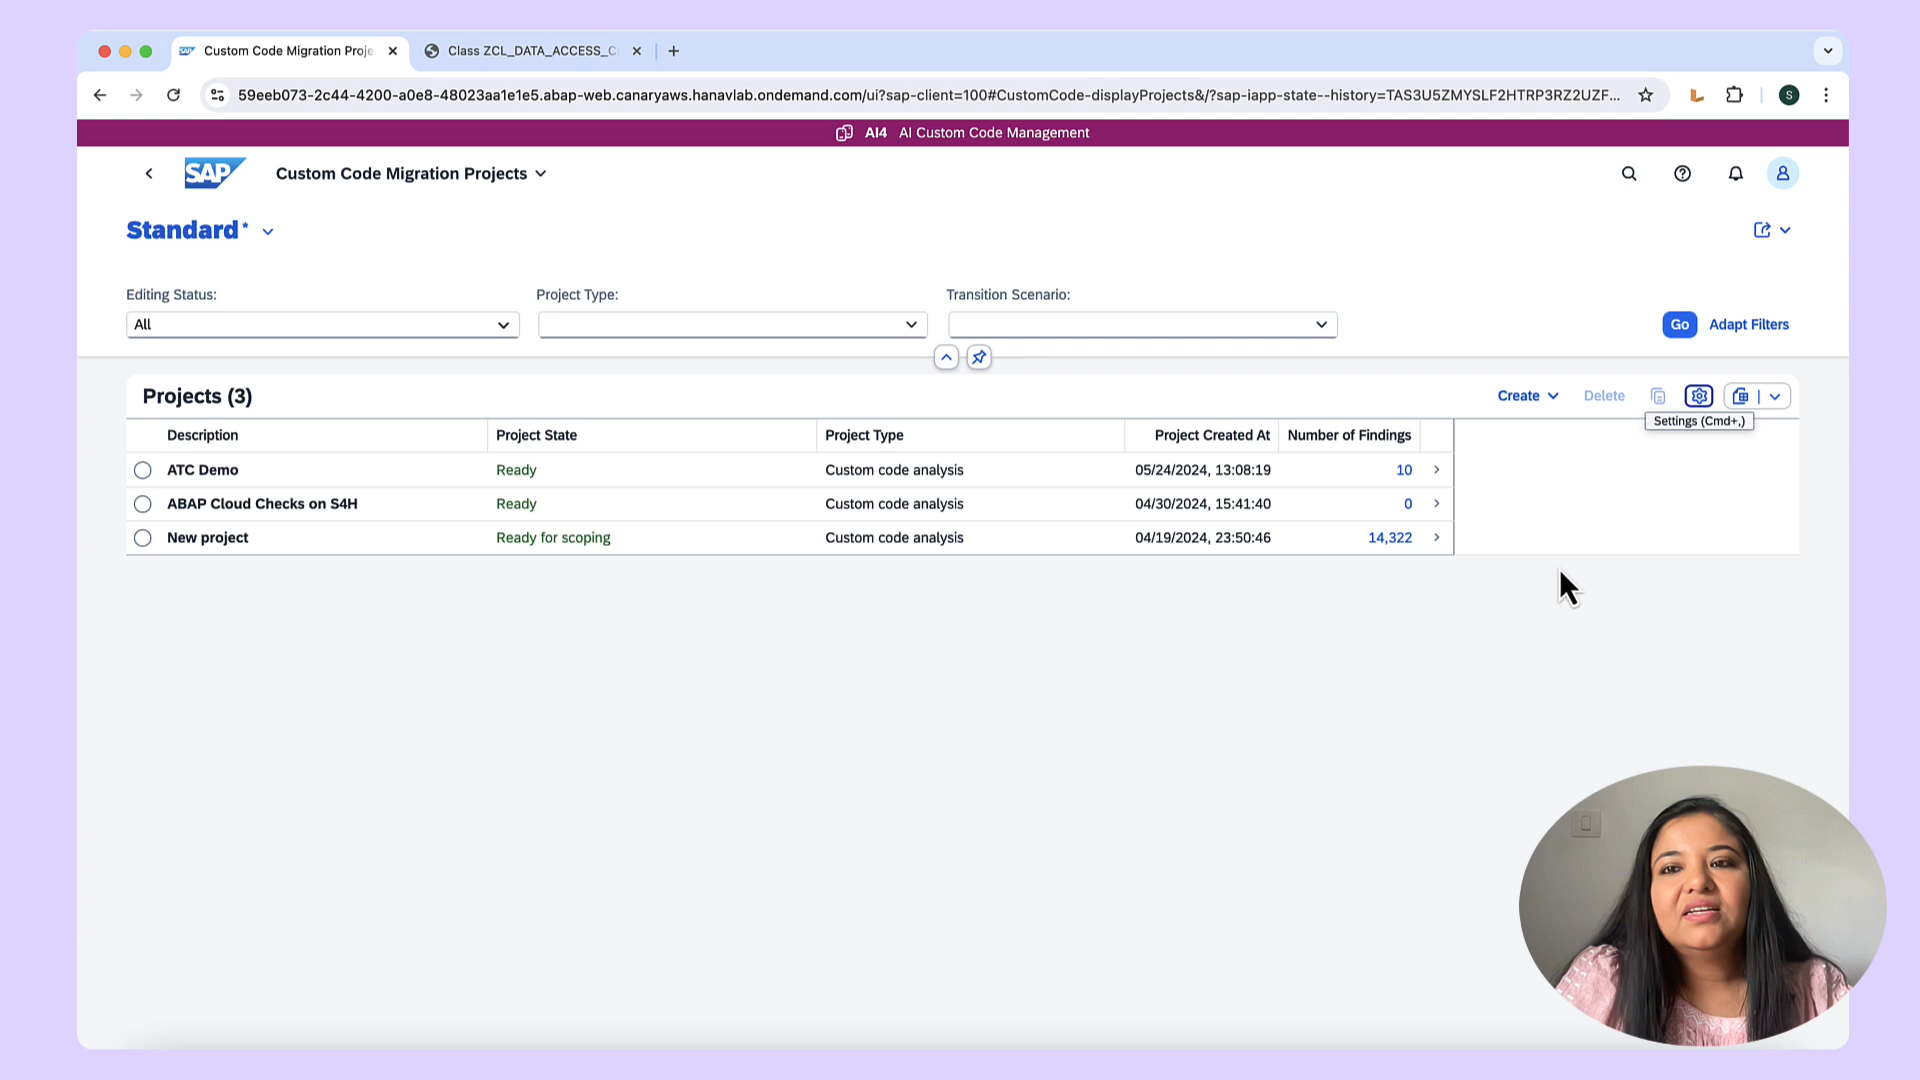 Custom Code Migration Proje
Class ZCL_DATA_ACCESS_C
59eeb073-2c44-4200-a0e8-48023aa1e1e5.abap-web.canaryaws.hanavlab.ondemand.com/ui?sap-client=100#CustomCode-displayProjects&/?sap-iapp-state--history=TAS3U5ZMYSLF2HTRP3RZ2UZF...
S
AI4 AI Custom Code Management
SAP Custom Code Migration Projects
Standard*
Editing Status: Project Type: Transition Scenario:
All
Go Adapt Filters
Projects (3)
Create Delete
Settings (Cmd+,)
Description Project State Project Type Project Created At Number of Findings
ATC Demo Ready Custom code analysis 05/24/2024, 13:08:19 10
ABAP Cloud Checks on S4H Ready Custom code analysis 04/30/2024, 15:41:40 0
New project Ready for scoping Custom code analysis 04/19/2024, 23:50:46 14,322